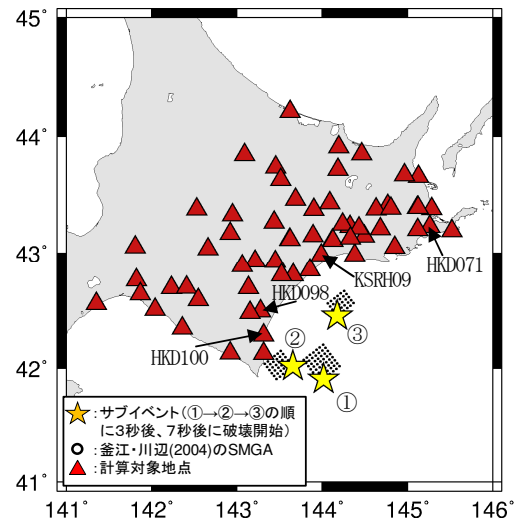 45°
44°
43°
42°
41°
141°
142°
143°
144°
145°
146°
HKD071
KSRH09
HKD098
HKD100
③
②
①
:サブイベント(①→②→③の順
に3秒後、7秒後に破壊開始)
:釜江・川辺(2004)のSMGA
:計算対象地点